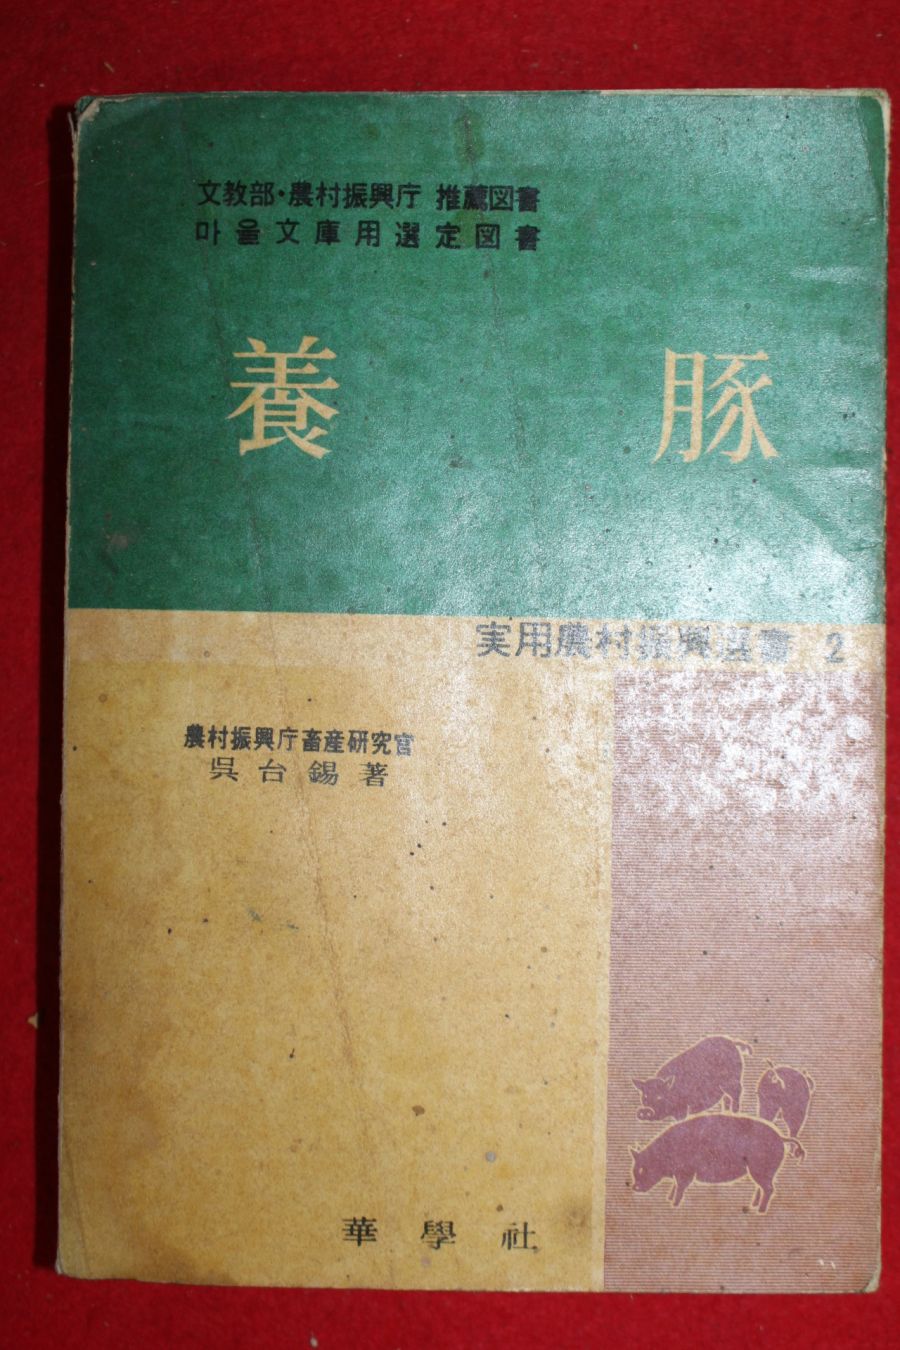 文教部·農村振興庁 推薦図書
마을文庫用選定図書
養豚
実用農村振興選書 2
農村振興庁畜産研究官
呉台錫著
華學社